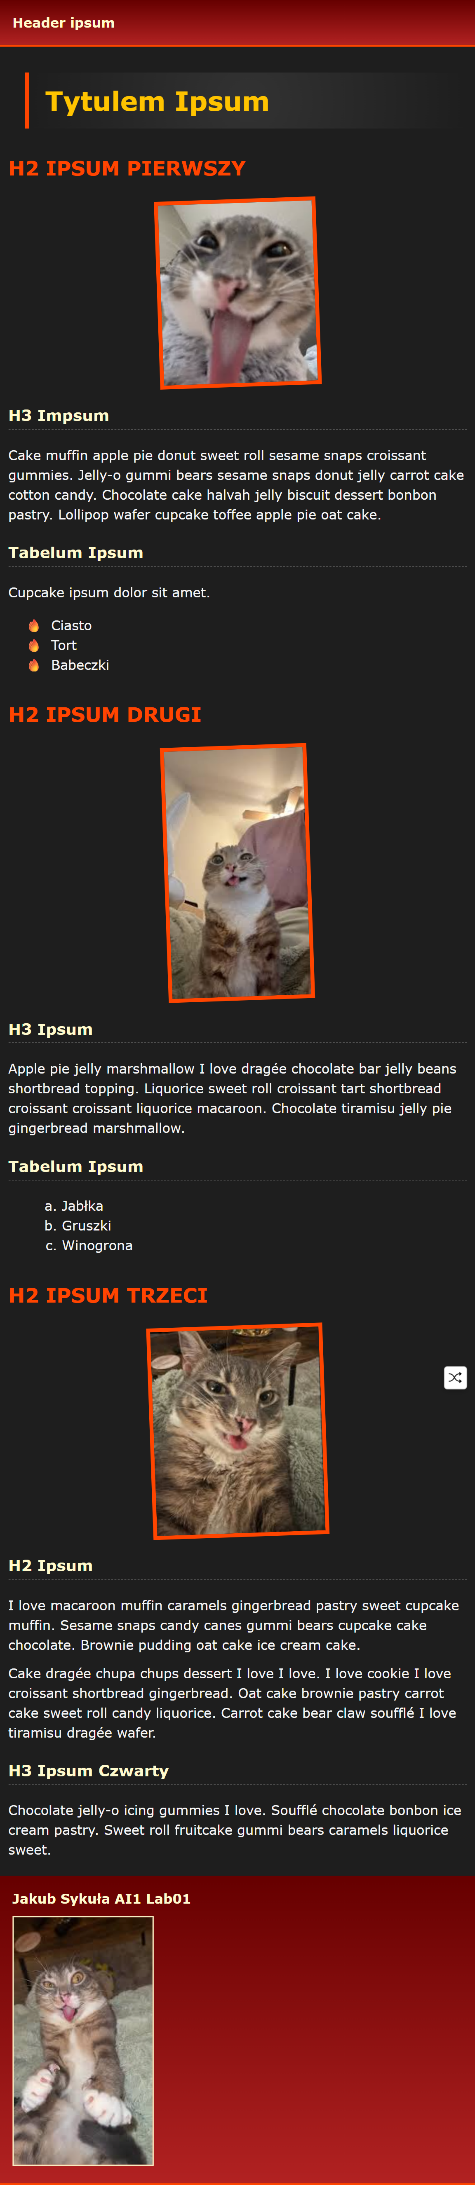 Header ipsum
Tytulem Ipsum
H2 IPSUM PIERWSZY
H3 Impsum
Cake muffin apple pie donut sweet roll sesame snaps croissant
gummies. Jelly-o gummi bears sesame snaps donut jelly carrot cake
cotton candy. Chocolate cake halvah jelly biscuit dessert bonbon
pastry. Lollipop wafer cupcake toffee apple pie oat cake.
Tabelum Ipsum
Cupcake ipsum dolor sit amet.
Ciasto
Tort
Babeczki
H2 IPSUM DRUGI
H3 Ipsum
Apple pie jelly marshmallow I love dragée chocolate bar jelly beans
shortbread topping. Liquorice sweet roll croissant tart shortbread
croissant croissant liquorice macaroon. Chocolate tiramisu jelly pie
gingerbread marshmallow.
Tabelum Ipsum
a. Jabłka
b. Gruszki
c. Winogrona
H2 IPSUM TRZECI
H2 Ipsum
I love macaroon muffin caramels gingerbread pastry sweet cupcake
muffin. Sesame snaps candy canes gummi bears cupcake cake
chocolate. Brownie pudding oat cake ice cream cake.
Cake dragée chupa chups dessert I love I love. I love cookie I love
croissant shortbread gingerbread. Oat cake brownie pastry carrot
cake sweet roll candy liquorice. Carrot cake bear claw soufflé I love
tiramisu dragée wafer.
H3 Ipsum Czwarty
Chocolate jelly-o icing gummies I love. Soufflé chocolate bonbon ice
cream pastry. Sweet roll fruitcake gummi bears caramels liquorice
sweet.
Jakub Sykuła AI1 Lab01